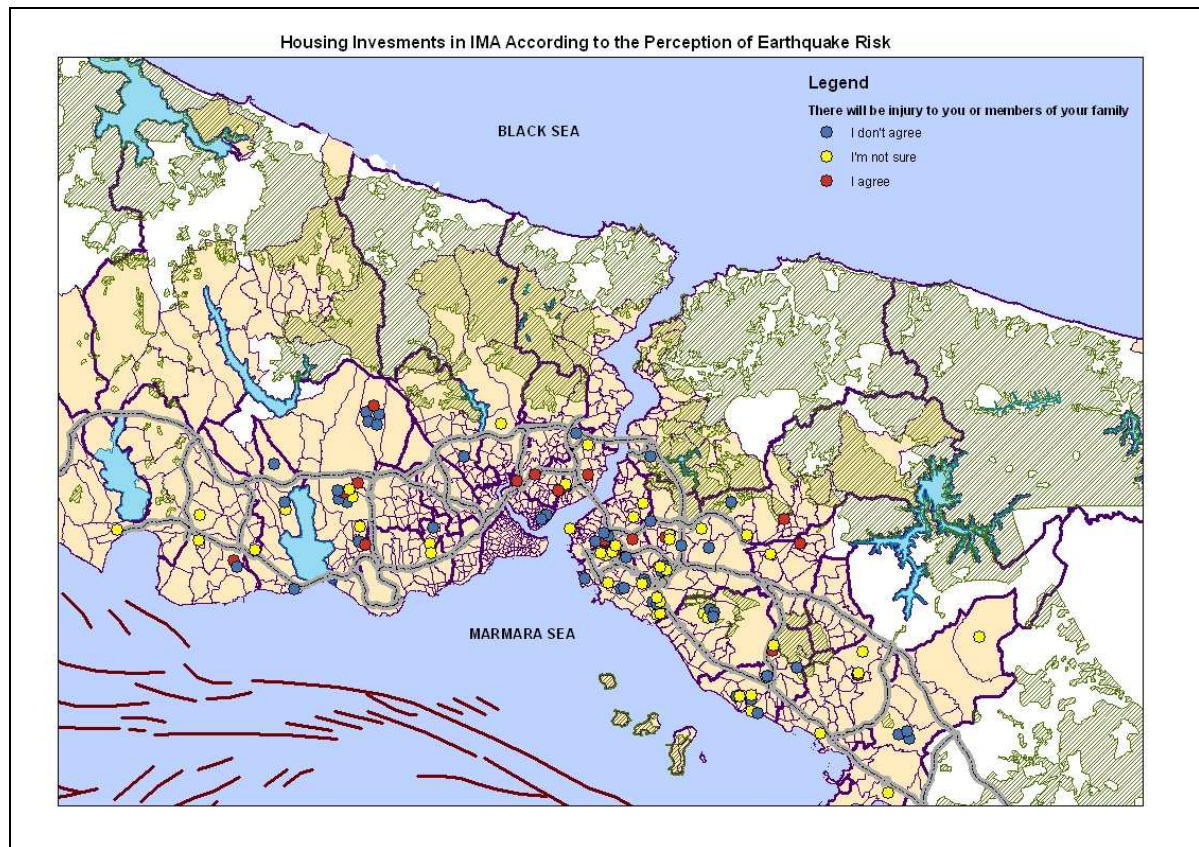 Housing Invesments in IMA According to the Perception of Earthquake Risk
Legend
There will be injury to you or members of your family
I don't agree
I'm not sure
I agree
BLACK SEA
MARMARA SEA